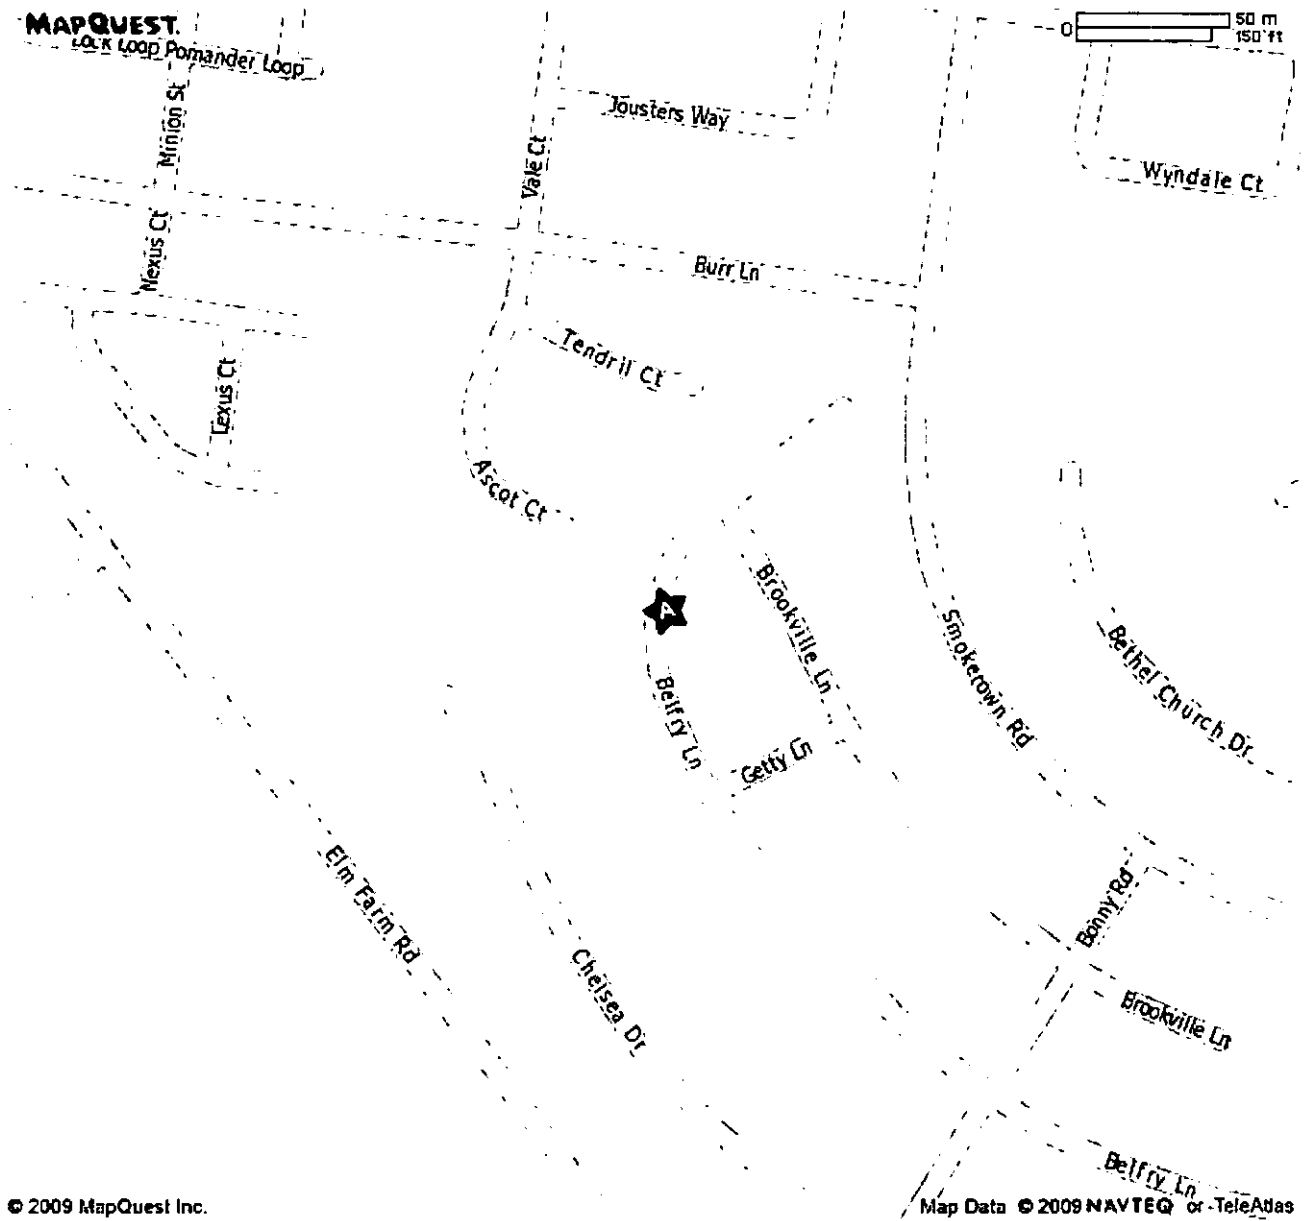 MAPQUEST.
50 m
0
150 ft
Lock Loop Pomander Loop
Minion St
Jousters Way
Vale Ct
Wyndale Ct
Nexus Ct
Burr Ln
Tendril Ct
Lexus Ct
Ascot Ct
Brookville Ln
A
Smokerown Rd
Bethel Church Dr
Belfry Ln
Getty Ln
Elm Farm Rd
Bonny Rd
Chelsea Dr
Brookville Ln
Belfry Ln
© 2009 MapQuest Inc.
Map Data © 2009 NAVTEQ or TeleAtlas